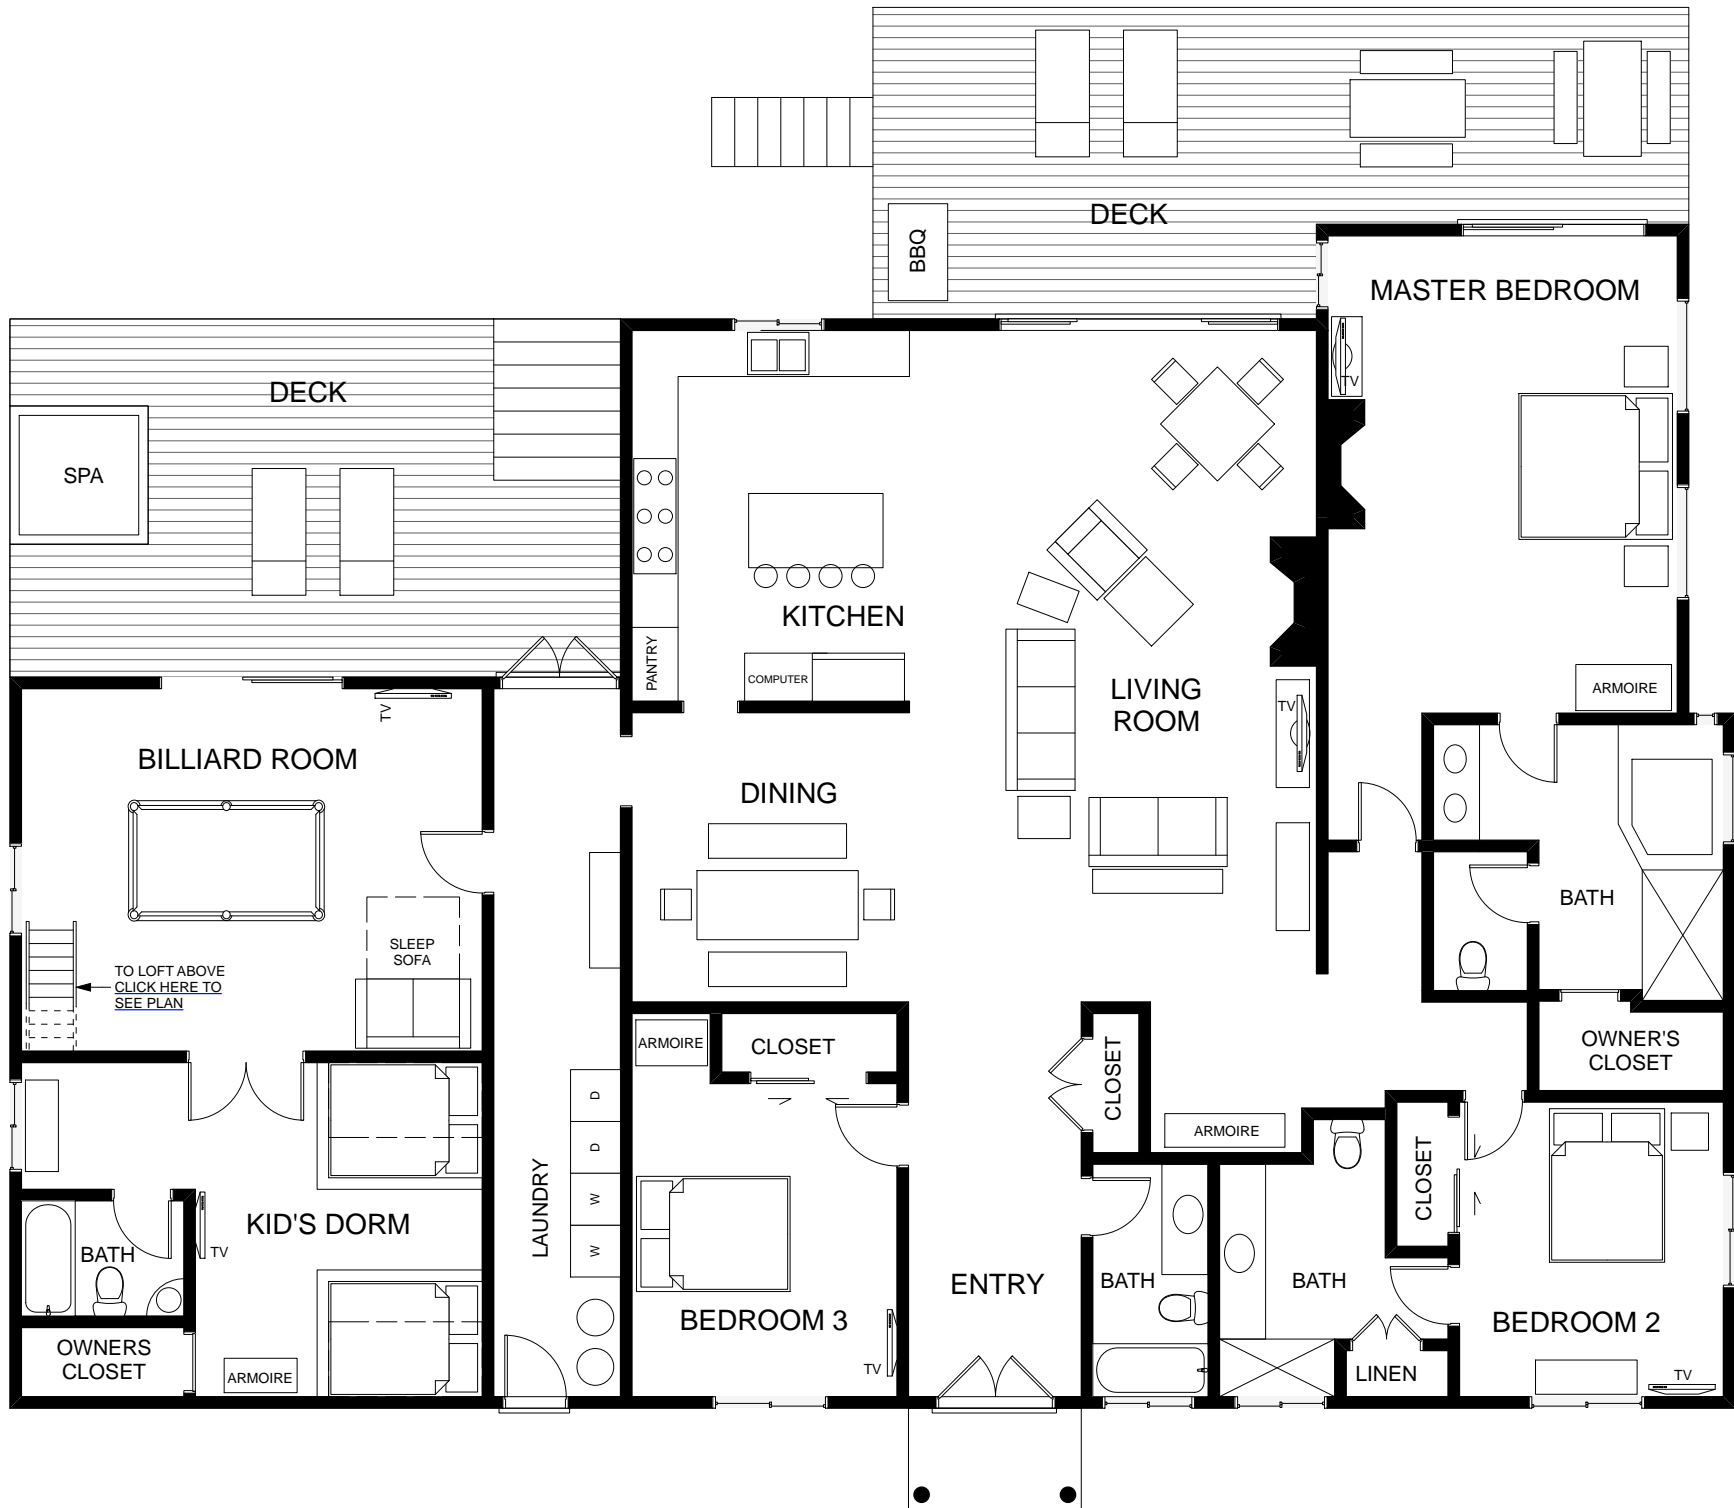 DECK
BBQ
MASTER BEDROOM
TV
DECK
SPA
KITCHEN
PANTRY
COMPUTER
LIVING
ROOM
TV
ARMOIRE
TV
BILLIARD ROOM
DINING
SLEEP
SOFA
BATH
TO LOFT ABOVE
CLICK HERE TO
SEE PLAN
ARMOIRE
CLOSET
CLOSET
OWNER'S
CLOSET
D
D
W
W
LAUNDRY
ARMOIRE
CLOSET
KID'S DORM
BATH
TV
ENTRY
BATH
BATH
BEDROOM 3
BEDROOM 2
OWNERS
CLOSET
ARMOIRE
TV
LINEN
TV